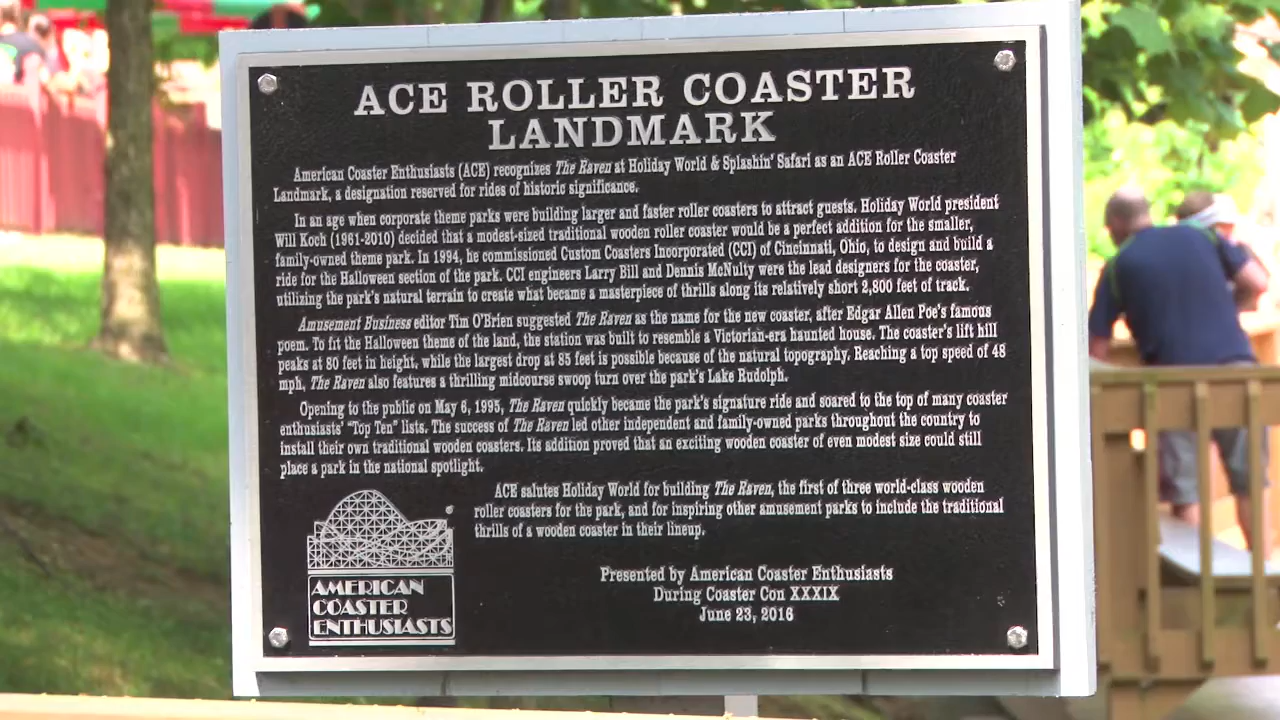 ACE ROLLER COASTER
LANDMARK
American Coaster Enthusiasts (ACE) recognizes The Raven at Holiday World & Splashin' Safari as an ACE Roller Coaster
Landmark, a designation reserved for rides of historic significance.
In an age when corporate theme parks were building larger and faster roller coasters to attract guests, Holiday World president
Will Koch (1961-2010) decided that a modest-sized traditional wooden roller coaster would be a perfect addition for the smaller,
family-owned theme park. In 1994, he commissioned Custom Coasters Incorporated (CCI) of Cincinnati, Ohio, to design and build a
ride for the Halloween section of the park. CCI engineers Larry Bill and Dennis McNulty were the lead designers for the coaster,
utilizing the park's natural terrain to create what became a masterpiece of thrills along its relatively short 2,800 feet of track.
Amusement Business editor Tim O'Brien suggested The Raven as the name for the new coaster, after Edgar Allen Poe's famous
poem. To fit the Halloween theme of the land, the station was built to resemble a Victorian-era haunted house. The coaster's lift hill
peaks at 80 feet in height, while the largest drop at 85 feet is possible because of the natural topography. Reaching a top speed of 48
mph, The Raven also features a thrilling midcourse swoop turn over the park's Lake Rudolph.
Opening to the public on May 6, 1995, The Raven quickly became the park's signature ride and soared to the top of many coaster
enthusiasts' "Top Ten" lists. The success of The Raven led other independent and family-owned parks throughout the country to
install their own traditional wooden coasters. Its addition proved that an exciting wooden coaster of even modest size could still
place a park in the national spotlight.
ACE salutes Holiday World for building The Raven, the first of three world-class wooden
roller coasters for the park, and for inspiring other amusement parks to include the traditional
thrills of a wooden coaster in their lineup.
Presented by American Coaster Enthusiasts
During Coaster Con XXXIX
June 23, 2016
AMERICAN
COASTER
ENTHUSIASTS